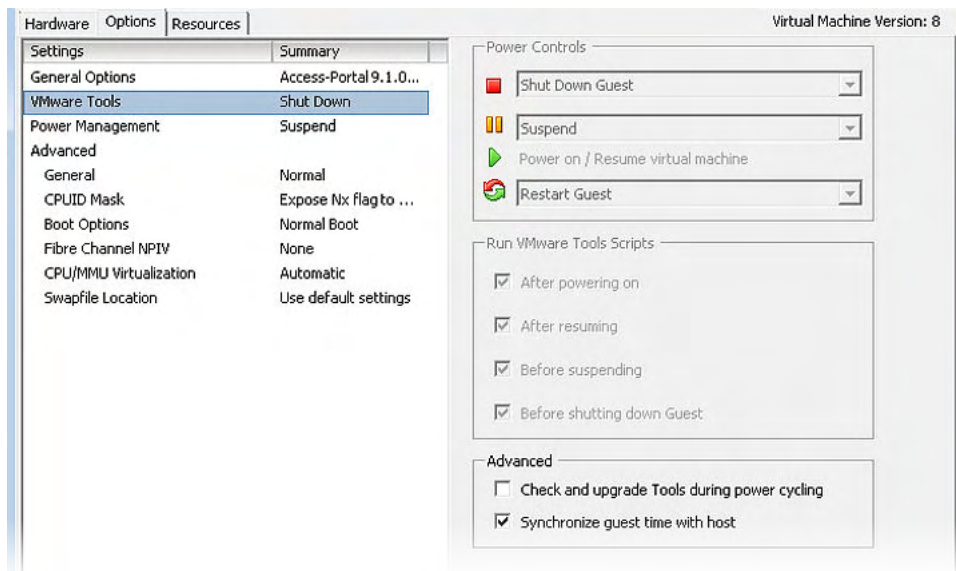 Hardware Options Resources Virtual Machine Version: 8
Settings Summary
General Options Access-Portal 9.1.0...
VMware Tools Shut Down
Power Management Suspend
Advanced
General Normal
CPUID Mask Expose Nx flag to ...
Boot Options Normal Boot
Fibre Channel NPIV None
CPU/MMU Virtualization Automatic
Swapfile Location Use default settings
Power Controls
Shut Down Guest
Suspend
Power on / Resume virtual machine
Restart Guest
Run VMware Tools Scripts
After powering on
After resuming
Before suspending
Before shutting down Guest
Advanced
Check and upgrade Tools during power cycling
Synchronize guest time with host